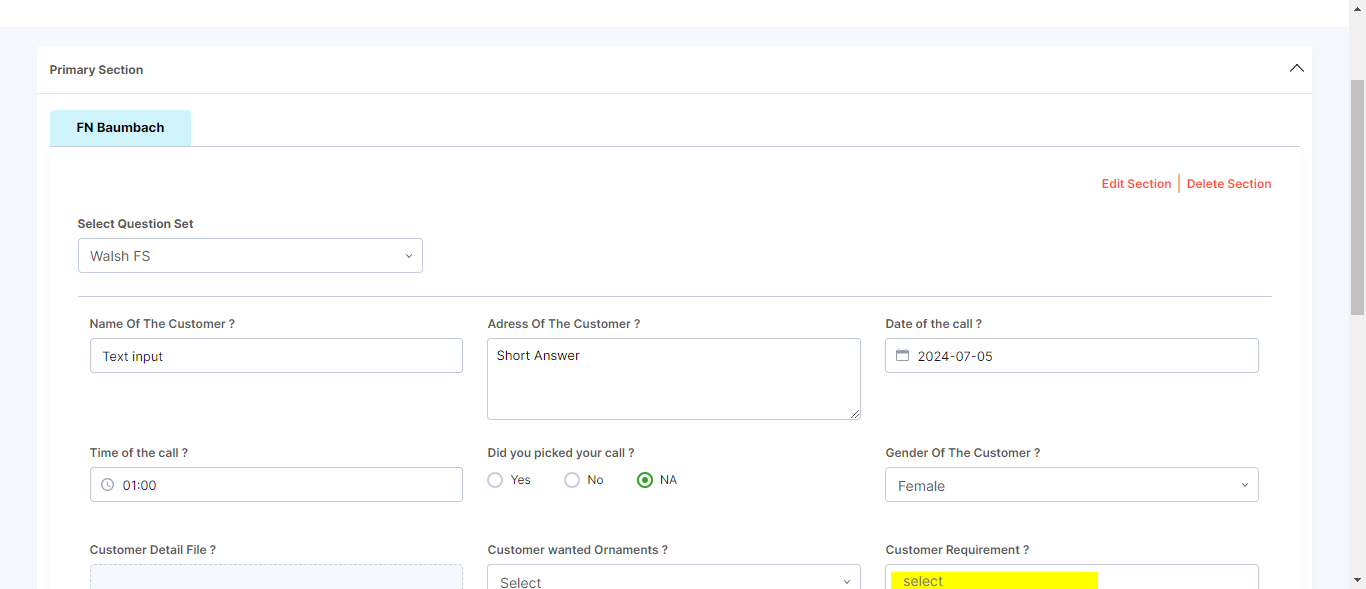 Primary Section
FN Baumbach
Edit Section
Delete Section
Select Question Set
Walsh FS
Name Of The Customer ?
Adress Of The Customer ?
Date of the call ?
Text input
Short Answer
2024-07-05
Time of the call ?
Did you picked your call ?
Gender Of The Customer ?
01:00
Yes
No
NA
Female
Customer Detail File ?
Customer wanted Ornaments ?
Customer Requirement ?
Select
select